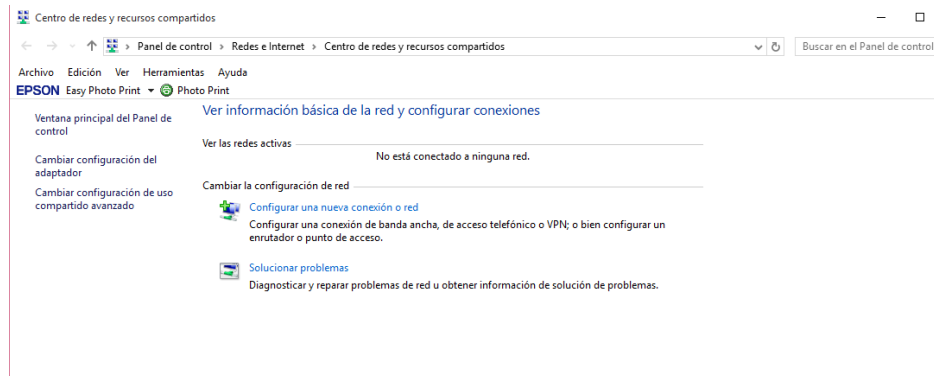 Centro de redes y recursos compartidos
Panel de control › Redes e Internet › Centro de redes y recursos compartidos
Buscar en el Panel de control
Archivo Edición Ver Herramientas Ayuda
EPSON Easy Photo Print Photo Print
Ventana principal del Panel de
control
Cambiar configuración del
adaptador
Cambiar configuración de uso
compartido avanzado
Ver información básica de la red y configurar conexiones
Ver las redes activas
No está conectado a ninguna red.
Cambiar la configuración de red
Configurar una nueva conexión o red
Configurar una conexión de banda ancha, de acceso telefónico o VPN; o bien configurar un
enrutador o punto de acceso.
Solucionar problemas
Diagnosticar y reparar problemas de red u obtener información de solución de problemas.